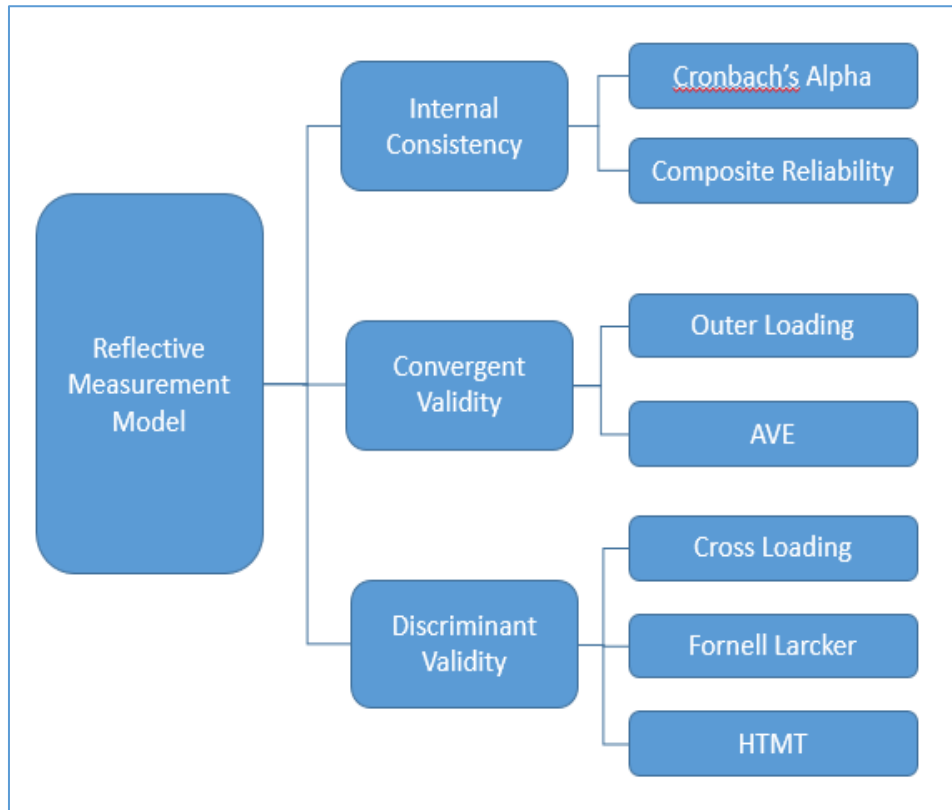 Reflective
Measurement
Model
Internal
Consistency
Cronbach's Alpha
Composite Reliability
Convergent
Validity
Outer Loading
AVE
Discriminant
Validity
Cross Loading
Fornell Larcker
HTMT